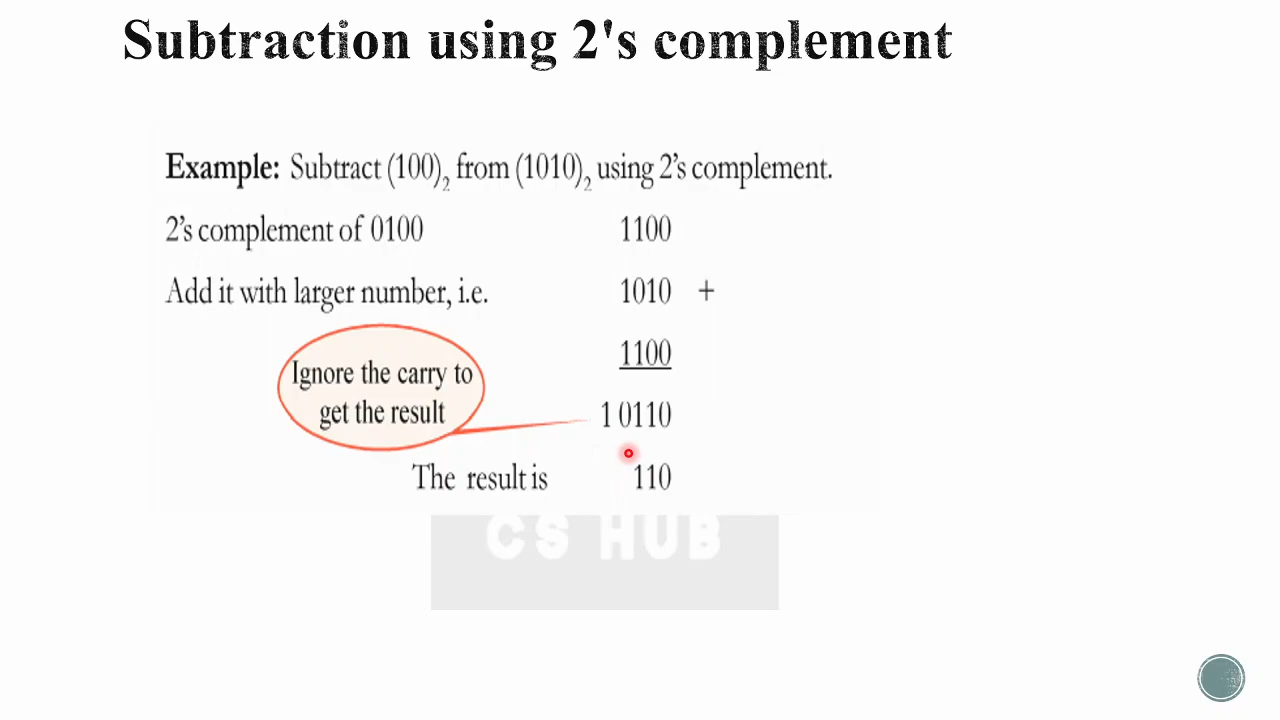 Subtraction using 2's complement
Example: Subtract (100)₂ from (1010)₂ using 2's complement.
2's complement of 0100 1100
Add it with larger number, i.e. 1010 +
1100
Ignore the carry to
get the result
1 0110
The result is 110
CS HUB